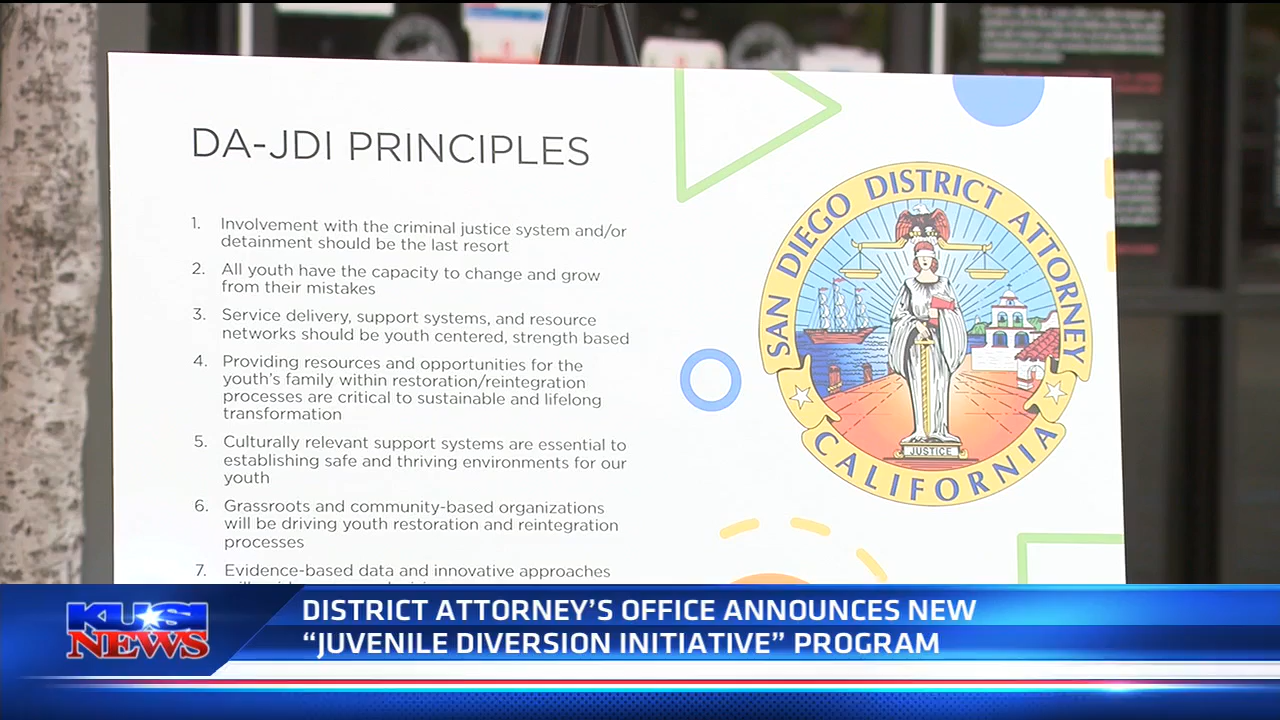 DA-JDI PRINCIPLES
1. Involvement with the criminal justice system and/or
detainment should be the last resort
2. All youth have the capacity to change and grow
from their mistakes
3. Service delivery, support systems, and resource
networks should be youth centered, strength based
4. Providing resources and opportunities for the
youth's family within restoration/reintegration
processes are critical to sustainable and lifelong
transformation
5. Culturally relevant support systems are essential to
establishing safe and thriving environments for our
youth
6. Grassroots and community-based organizations
will be driving youth restoration and reintegration
processes
7. Evidence-based data and innovative approaches
SAN DIEGO DISTRICT ATTORNEY
JUSTICE
CALIFORNIA
KUSI
NEWS
DISTRICT ATTORNEY'S OFFICE ANNOUNCES NEW
"JUVENILE DIVERSION INITIATIVE" PROGRAM